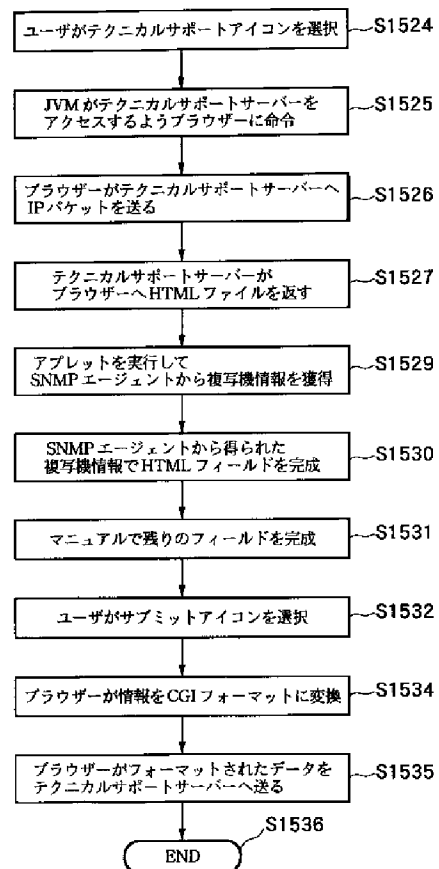 ユーザがテクニカルサポートアイコンを選択
S1524
JVMがテクニカルサポートサーバーを
アクセスするようブラウザーに命令
S1525
ブラウザーがテクニカルサポートサーバーへ
IPパケットを送る
S1526
テクニカルサポートサーバーが
ブラウザーへHTMLファイルを返す
S1527
アプレットを実行して
SNMPエージェントから複写機情報を獲得
S1529
SNMPエージェントから得られた
複写機情報でHTMLフィールドを完成
S1530
マニュアルで残りのフィールドを完成
S1531
ユーザがサブミットアイコンを選択
S1532
ブラウザーが情報をCGIフォーマットに変換
S1534
ブラウザーがフォーマットされたデータを
テクニカルサポートサーバーへ送る
S1535
S1536
END